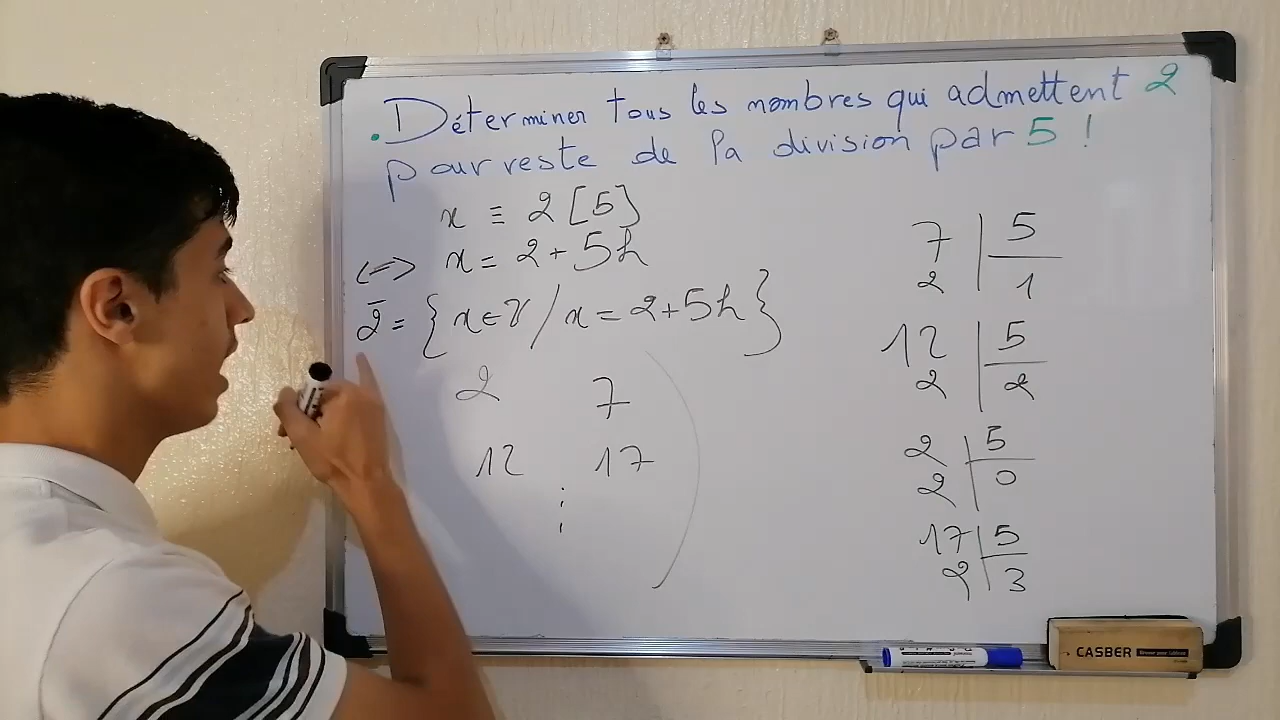 . Déterminer tous les nombres qui admettent 2
pour reste de la division par 5 !
x ≡ 2 [5]
<=> x = 2 + 5k
2̄ = { x ∈ Z / x = 2 + 5k }
2 7
12 17
⋮
7 | 5
2 | 1
12 | 5
2 | 2
2 | 5
2 | 0
17 | 5
2 | 3
CASBER